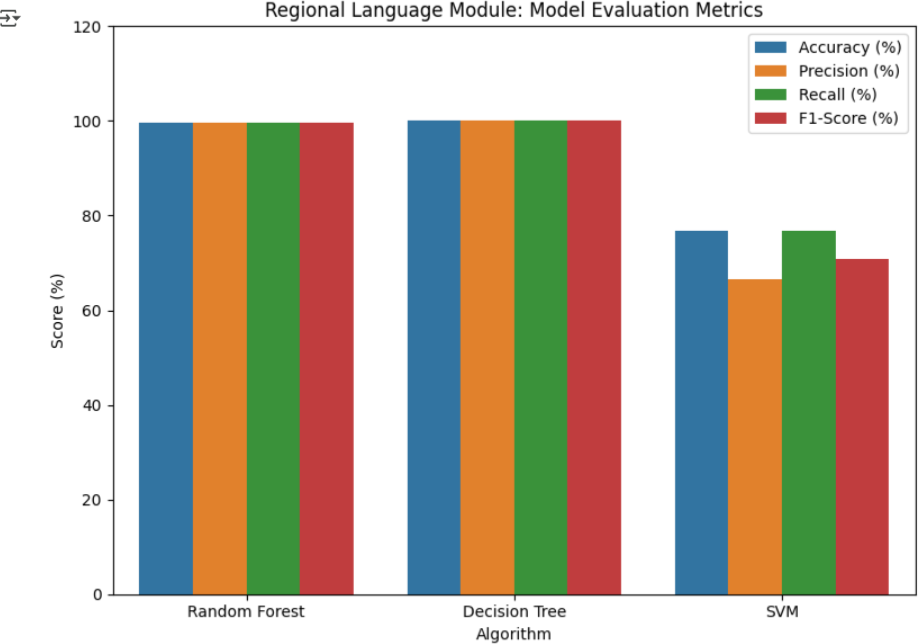 Regional Language Module: Model Evaluation Metrics
120
100
80
60
40
20
0
Score (%)
Accuracy (%)
Precision (%)
Recall (%)
F1-Score (%)
Random Forest
Decision Tree
SVM
Algorithm